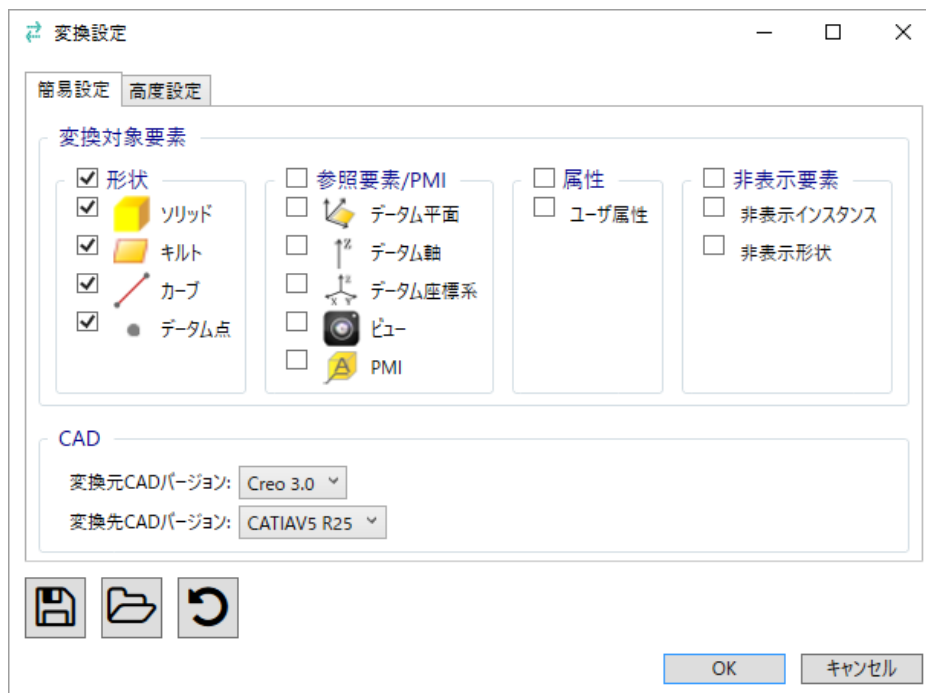 変換設定
簡易設定 高度設定
変換対象要素
形状
ソリッド
キルト
カーブ
データム点
参照要素/PMI
データム平面
Z
データム軸
Z
X Y
データム座標系
ビュー
A
PMI
属性
ユーザ属性
非表示要素
非表示インスタンス
非表示形状
CAD
変換元CADバージョン: Creo 3.0
変換先CADバージョン: CATIAV5 R25
OK キャンセル